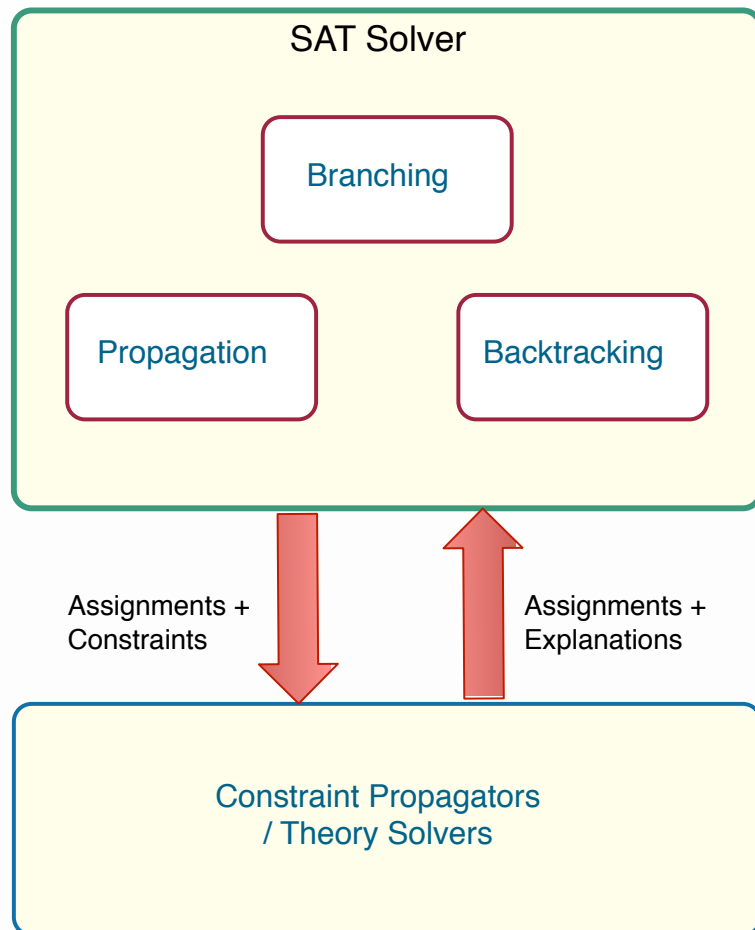 SAT Solver
Branching
Propagation
Backtracking
Assignments +
Constraints
Assignments +
Explanations
Constraint Propagators
/ Theory Solvers